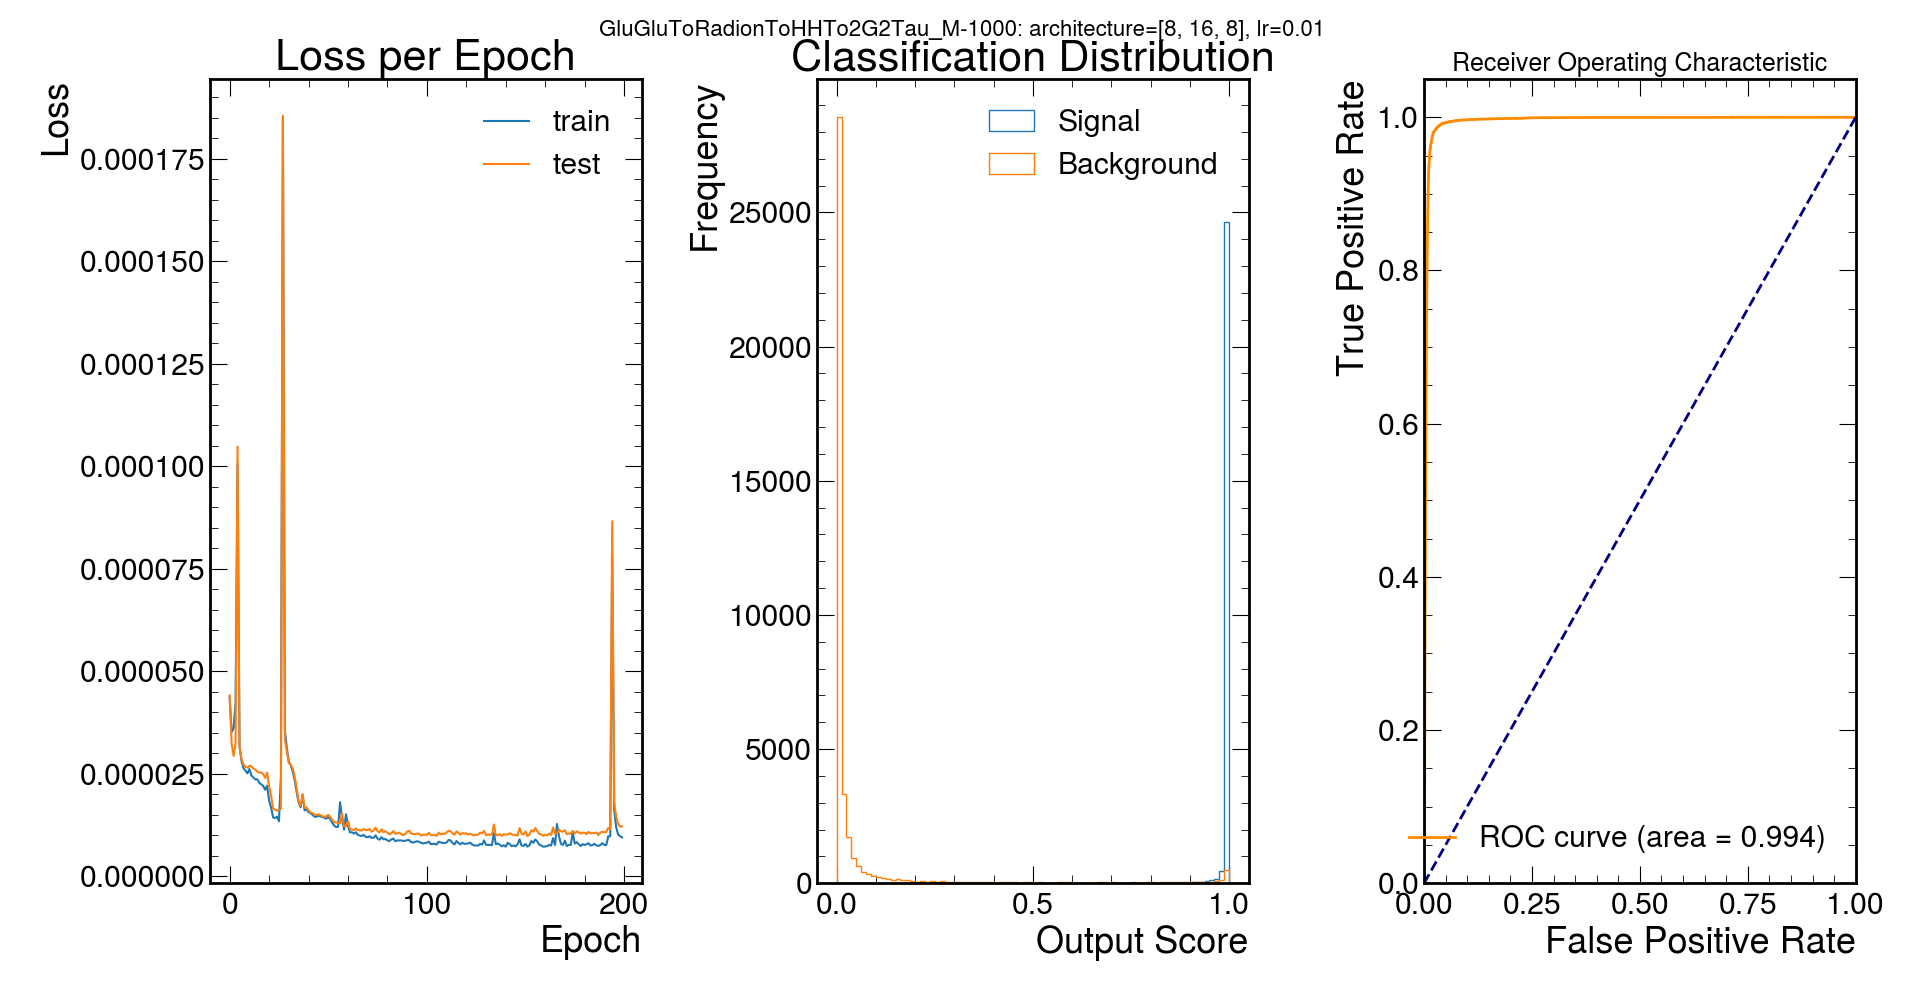 GluGluToRadionToHHTo2G2Tau_M-1000: architecture=[8, 16, 8], lr=0.01
Loss per Epoch
Loss
0.000175
0.000150
0.000125
0.000100
0.000075
0.000050
0.000025
0.000000
0 100 200
Epoch
train
test
Classification Distribution
Frequency
25000
20000
15000
10000
5000
0
0.0 0.5 1.0
Output Score
Signal
Background
Receiver Operating Characteristic
True Positive Rate
1.0
0.8
0.6
0.4
0.2
0.0
0.00 0.25 0.50 0.75 1.00
False Positive Rate
ROC curve (area = 0.994)